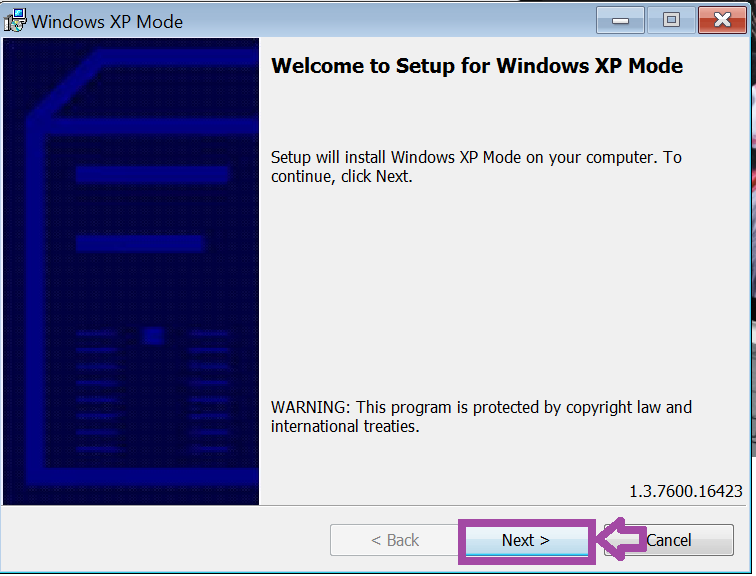 Windows XP Mode
Welcome to Setup for Windows XP Mode
Setup will install Windows XP Mode on your computer. To
continue, click Next.
WARNING: This program is protected by copyright law and
international treaties.
1.3.7600.16423
< Back
Next >
Cancel